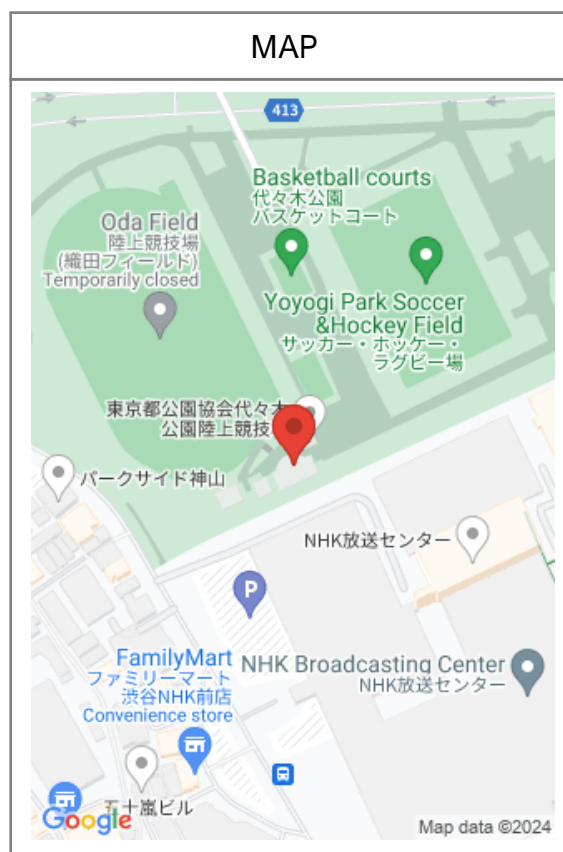 MAP
413
Basketball courts
代々木公園
バスケットコート
Oda Field
陸上競技場
(織田フィールド)
Temporarily closed
Yoyogi Park Soccer
&Hockey Field
サッカー・ホッケー・
ラグビー場
東京都公園協会代々木
公園陸上競技
パークサイド神山
NHK放送センター
P
FamilyMart
ファミリーマート
渋谷NHK前店
Convenience store
NHK Broadcasting Center
NHK放送センター
五十嵐ビル
Google
Map data ©2024